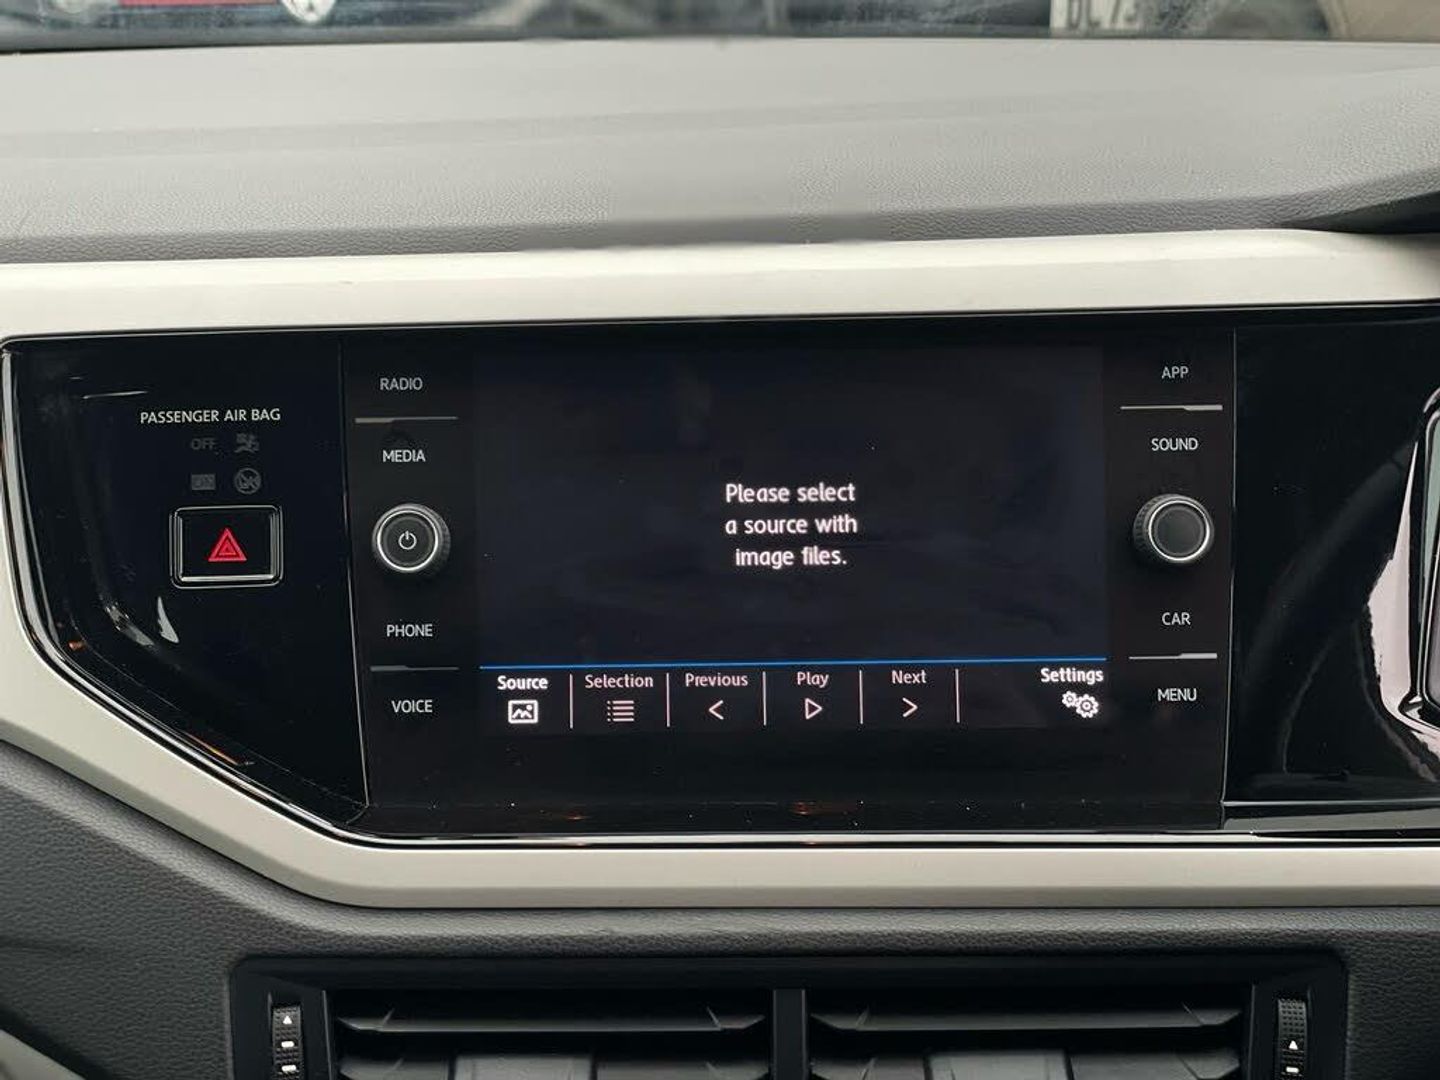 PASSENGER AIR BAG
OFF
RADIO
MEDIA
PHONE
VOICE
Please select
a source with
image files.
Source
Selection
Previous
Play
Next
Settings
APP
SOUND
CAR
MENU